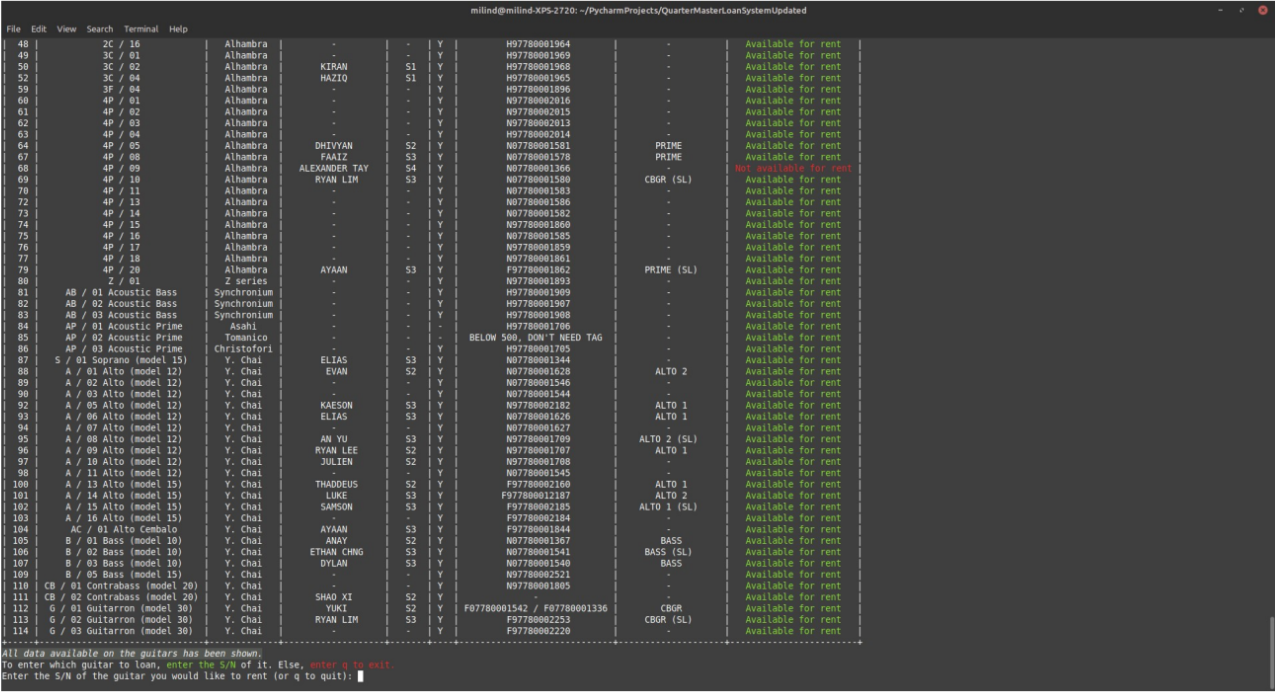 milind@milind-XPS-2720: ~/PycharmProjects/QuarterMasterLoanSystemUpdated
File Edit View Search Terminal Help
| 48 | 2C / 16 | Alhambra | - | - | Y | H97780001964 | - | Available for rent |
| 49 | 3C / 01 | Alhambra | - | - | Y | H97780001969 | - | Available for rent |
| 50 | 3C / 02 | Alhambra | KIRAN | S1 | Y | H97780001968 | - | Available for rent |
| 52 | 3C / 04 | Alhambra | HAZIQ | S1 | Y | H97780001965 | - | Available for rent |
| 59 | 3F / 04 | Alhambra | - | - | Y | H97780001896 | - | Available for rent |
| 60 | 4P / 01 | Alhambra | - | - | Y | N97780002016 | - | Available for rent |
| 61 | 4P / 02 | Alhambra | - | - | Y | N97780002015 | - | Available for rent |
| 62 | 4P / 03 | Alhambra | - | - | Y | N97780002013 | - | Available for rent |
| 63 | 4P / 04 | Alhambra | - | - | Y | H97780002014 | - | Available for rent |
| 64 | 4P / 05 | Alhambra | DHIVYAN | S2 | Y | N07780001581 | PRIME | Available for rent |
| 67 | 4P / 08 | Alhambra | FAAIZ | S3 | Y | N07780001578 | PRIME | Available for rent |
| 68 | 4P / 09 | Alhambra | ALEXANDER TAY | S4 | Y | N07780001366 | - | Not available for rent |
| 69 | 4P / 10 | Alhambra | RYAN LIM | S3 | Y | N07780001580 | CBGR (SL) | Available for rent |
| 70 | 4P / 11 | Alhambra | - | - | Y | N07780001583 | - | Available for rent |
| 72 | 4P / 13 | Alhambra | - | - | Y | N07780001586 | - | Available for rent |
| 73 | 4P / 14 | Alhambra | - | - | Y | N07780001582 | - | Available for rent |
| 74 | 4P / 15 | Alhambra | - | - | Y | N97780001860 | - | Available for rent |
| 75 | 4P / 16 | Alhambra | - | - | Y | N07780001585 | - | Available for rent |
| 76 | 4P / 17 | Alhambra | - | - | Y | N97780001859 | - | Available for rent |
| 77 | 4P / 18 | Alhambra | - | - | Y | N97780001861 | - | Available for rent |
| 79 | 4P / 20 | Alhambra | AYAAN | S3 | Y | F97780001862 | PRIME (SL) | Available for rent |
| 80 | Z / 01 | Z series | - | - | Y | N97780001893 | - | Available for rent |
| 81 | AB / 01 Acoustic Bass | Synchronium | - | - | Y | H97780001909 | - | Available for rent |
| 82 | AB / 02 Acoustic Bass | Synchronium | - | - | Y | H97780001907 | - | Available for rent |
| 83 | AB / 03 Acoustic Bass | Synchronium | - | - | Y | H97780001908 | - | Available for rent |
| 84 | AP / 01 Acoustic Prime | Asahi | - | - | - | H97780001706 | - | Available for rent |
| 85 | AP / 02 Acoustic Prime | Tomanico | - | - | - | BELOW 500, DON'T NEED TAG | - | Available for rent |
| 86 | AP / 03 Acoustic Prime | Christofori | - | - | Y | H97780001705 | - | Available for rent |
| 87 | S / 01 Soprano (model 15) | Y. Chai | ELIAS | S3 | Y | N07780001344 | - | Available for rent |
| 88 | A / 01 Alto (model 12) | Y. Chai | EVAN | S2 | Y | N07780001628 | ALTO 2 | Available for rent |
| 89 | A / 02 Alto (model 12) | Y. Chai | - | - | Y | N07780001546 | - | Available for rent |
| 90 | A / 03 Alto (model 12) | Y. Chai | - | - | Y | N07780001544 | - | Available for rent |
| 92 | A / 05 Alto (model 12) | Y. Chai | KAESON | S3 | Y | N09780002182 | ALTO 1 | Available for rent |
| 93 | A / 06 Alto (model 12) | Y. Chai | ELIAS | S3 | Y | N07780001626 | ALTO 1 | Available for rent |
| 94 | A / 07 Alto (model 12) | Y. Chai | - | - | Y | N07780001627 | - | Available for rent |
| 95 | A / 08 Alto (model 12) | Y. Chai | AN YU | S3 | Y | N97780001709 | ALTO 2 (SL) | Available for rent |
| 96 | A / 09 Alto (model 12) | Y. Chai | RYAN LEE | S2 | Y | N97780001707 | ALTO 1 | Available for rent |
| 97 | A / 10 Alto (model 12) | Y. Chai | JULIEN | S2 | Y | N97780001708 | - | Available for rent |
| 98 | A / 11 Alto (model 12) | Y. Chai | - | - | Y | N07780001545 | - | Available for rent |
| 100 | A / 13 Alto (model 15) | Y. Chai | THADDEUS | S2 | Y | F97780002160 | ALTO 1 | Available for rent |
| 101 | A / 14 Alto (model 15) | Y. Chai | LUKE | S3 | Y | F977800012187 | ALTO 2 | Available for rent |
| 102 | A / 15 Alto (model 15) | Y. Chai | SAMSON | S3 | Y | F97780002185 | ALTO 1 (SL) | Available for rent |
| 103 | A / 16 Alto (model 15) | Y. Chai | - | - | Y | F97780002184 | - | Available for rent |
| 104 | AC / 01 Alto Cembalo | Y. Chai | AYAAN | S3 | Y | F97780001844 | - | Available for rent |
| 105 | B / 01 Bass (model 10) | Y. Chai | ANAY | S2 | Y | N07780001367 | BASS | Available for rent |
| 106 | B / 02 Bass (model 10) | Y. Chai | ETHAN CHNG | S3 | Y | N07780001541 | BASS (SL) | Available for rent |
| 107 | B / 03 Bass (model 10) | Y. Chai | DYLAN | S3 | Y | N07780001540 | BASS | Available for rent |
| 109 | B / 05 Bass (model 15) | Y. Chai | - | - | Y | N97780002521 | - | Available for rent |
| 110 | CB / 01 Contrabass (model 20) | Y. Chai | - | - | Y | N97780001805 | - | Available for rent |
| 111 | CB / 02 Contrabass (model 20) | Y. Chai | SHAO XI | S2 | Y | - | - | Available for rent |
| 112 | G / 01 Guitarron (model 30) | Y. Chai | YUKI | S2 | Y | F07780001542 / F07780001336 | CBGR | Available for rent |
| 113 | G / 02 Guitarron (model 30) | Y. Chai | RYAN LIM | S3 | Y | F97780002253 | CBGR (SL) | Available for rent |
| 114 | G / 03 Guitarron (model 30) | Y. Chai | - | - | Y | F97780002220 | - | Available for rent |
All data available on the guitars has been shown.
To enter which guitar to loan, enter the S/N of it. Else, enter q to exit.
Enter the S/N of the guitar you would like to rent (or q to quit):